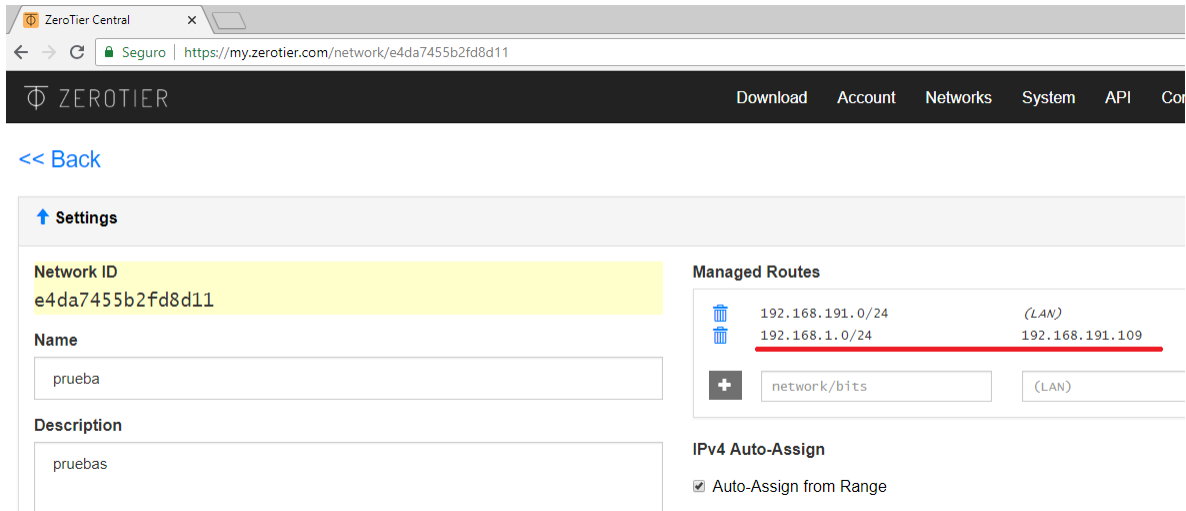 ZeroTier Central
Seguro https://my.zerotier.com/network/e4da7455b2fd8d11
ZEROTIER Download Account Networks System API
<< Back
Settings
Network ID
e4da7455b2fd8d11
Name
prueba
Description
pruebas
Managed Routes
192.168.191.0/24 (LAN)
192.168.1.0/24 192.168.191.109
network/bits (LAN)
IPv4 Auto-Assign
Auto-Assign from Range